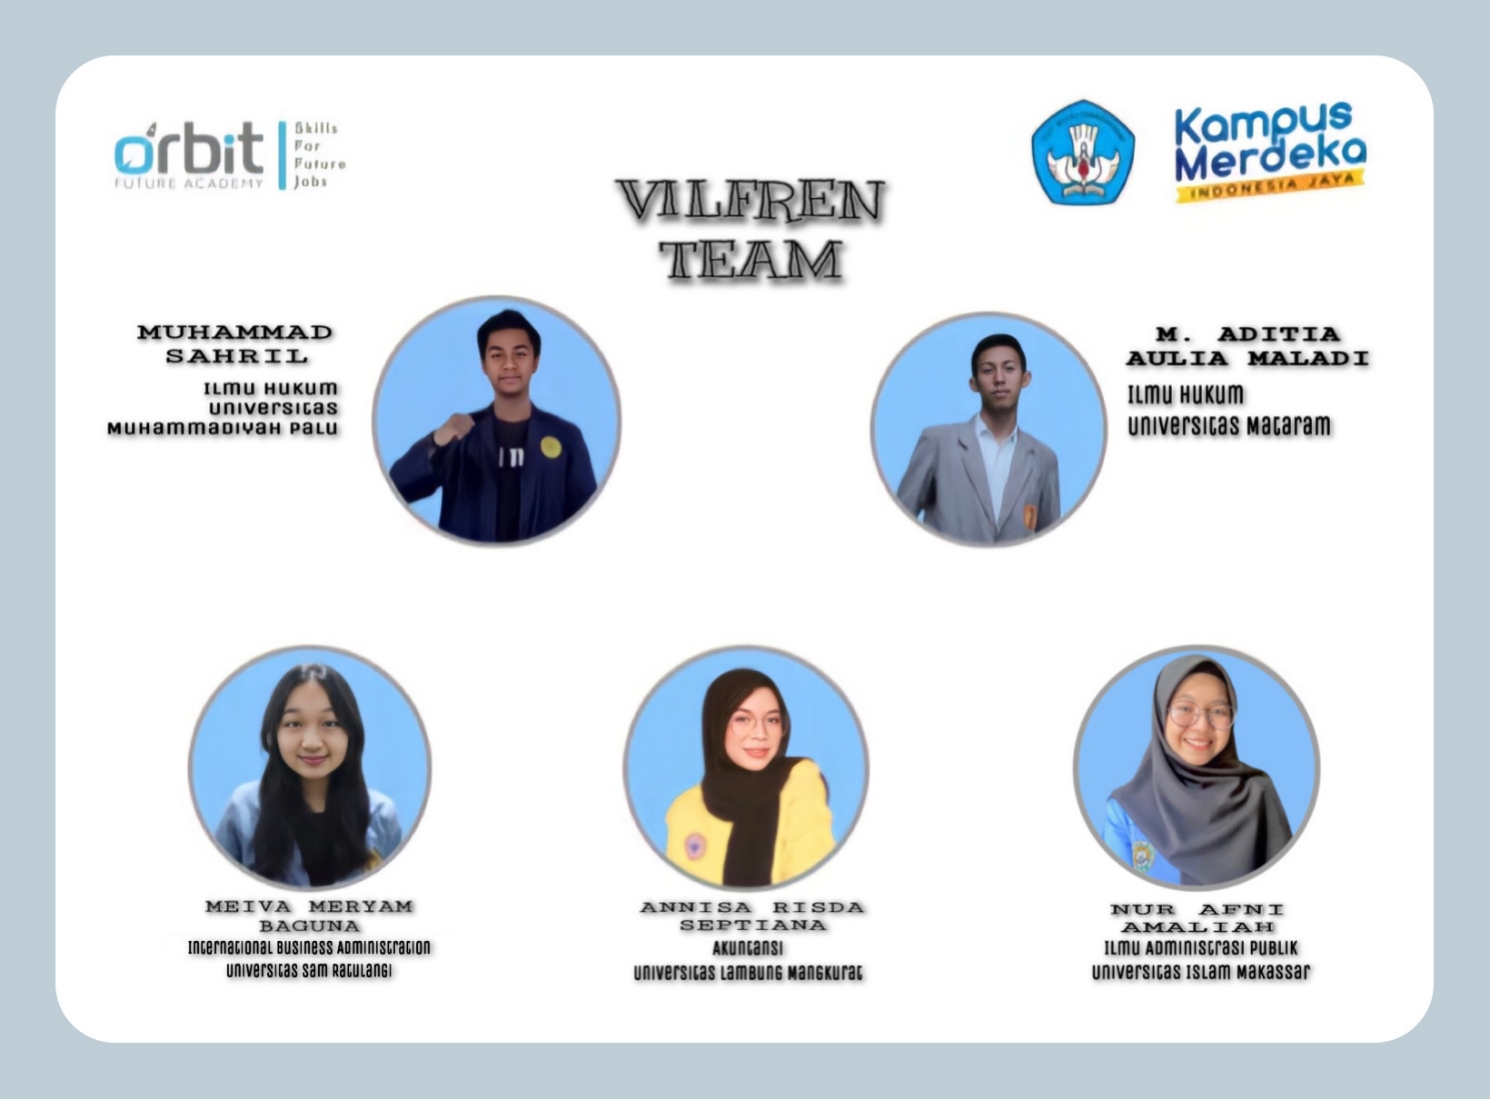 orbit
FUTURE ACADEMY
Skills
For
Future
Jobs
Kampus
Merdeka
INDONESIA JAYA
VILFREN
TEAM
MUHAMMAD
SAHRIL
ILMU HUKUM
UNIVERSITAS
MUHAMMADIYAH PALU
M. ADITIA
AULIA MALADI
ILMU HUKUM
UNIVERSITAS MATARAM
MEIVA MERYAM
BAGUNA
INTERNATIONAL BUSINESS ADMINISTRATION
UNIVERSITAS SAM RATULANGI
ANNISA RISDA
SEPTIANA
AKUNTANSI
UNIVERSITAS LAMBUNG MANGKURAT
NUR AFNI
AMALIAH
ILMU ADMINISTRASI PUBLIK
UNIVERSITAS ISLAM MAKASSAR